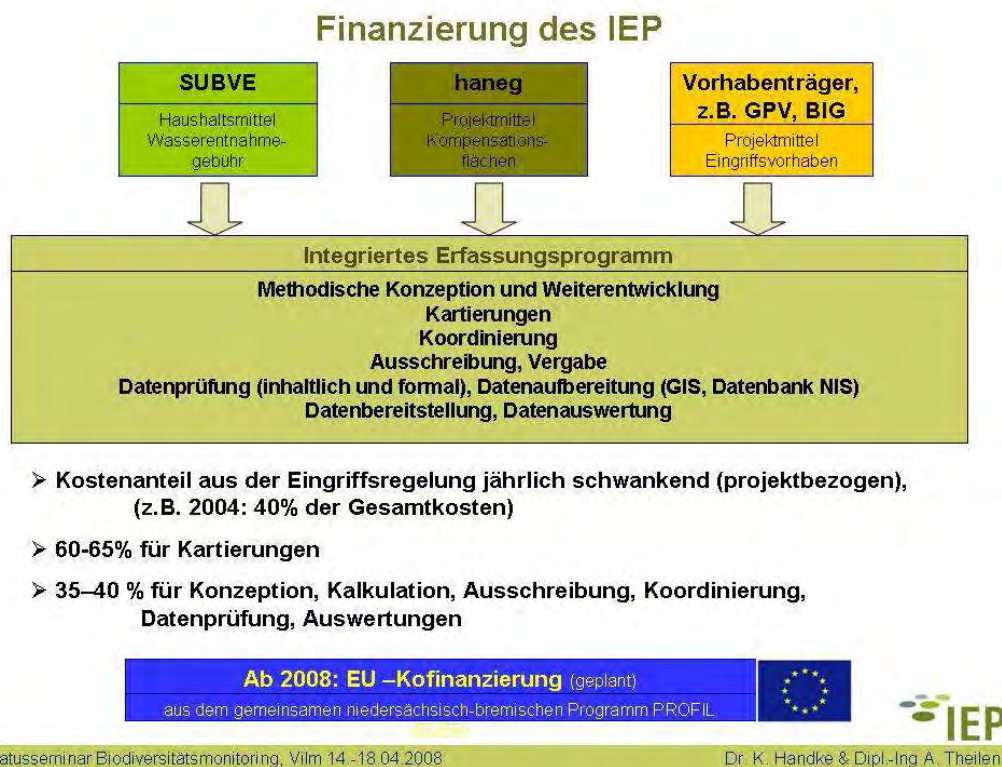 Finanzierung des IEP
SUBVE
Haushaltsmittel
Wasserentnahme-
gebühr
haneg
Projektmittel
Kompensations-
flächen
Vorhabenträger,
z.B. GPV, BIG
Projektmittel
Eingriffsvorhaben
Integriertes Erfassungsprogramm
Methodische Konzeption und Weiterentwicklung
Kartierungen
Koordinierung
Ausschreibung, Vergabe
Datenprüfung (inhaltlich und formal), Datenaufbereitung (GIS, Datenbank NIS)
Datenbereitstellung, Datenauswertung
➢ Kostenanteil aus der Eingriffsregelung jährlich schwankend (projektbezogen),
(z.B. 2004: 40% der Gesamtkosten)
➢ 60-65% für Kartierungen
➢ 35–40 % für Konzeption, Kalkulation, Ausschreibung, Koordinierung,
Datenprüfung, Auswertungen
Ab 2008: EU –Kofinanzierung (geplant)
aus dem gemeinsamen niedersächsisch-bremischen Programm PROFIL
IEP
atusseminar Biodiversitätsmonitoring, Vilm 14.-18.04.2008
Dr. K. Handke & Dipl.-Ing A. Theilen